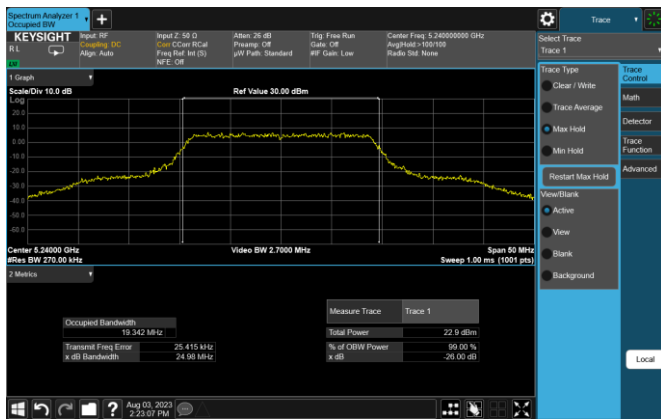 Spectrum Analyzer 1
Occupied BW
KEYSIGHT
R L
Input: RF
Coupling: DC
Align: Auto
Input Z: 50 Ω
Corr CCorr RCal
Freq Ref: Int (S)
NFE: Off
Atten: 26 dB
Preamp: Off
µW Path: Standard
Trig: Free Run
Gate: Off
#IF Gain: Low
Center Freq: 5.240000000 GHz
Avg|Hold >100/100
Radio Std: None
1 Graph
Scale/Div 10.0 dB
Ref Value 30.00 dBm
Log
20.0
10.0
0.00
-10.0
-20.0
-30.0
-40.0
-50.0
-60.0
Center 5.24000 GHz
Video BW 2.7000 MHz
Span 50 MHz
#Res BW 270.00 kHz
Sweep 1.00 ms (1001 pts)
2 Metrics
Occupied Bandwidth
19.342 MHz
Transmit Freq Error 25.415 kHz
x dB Bandwidth 24.98 MHz
Measure Trace Trace 1
Total Power 22.9 dBm
% of OBW Power 99.00 %
x dB -26.00 dB
Aug 03, 2023
2:23:07 PM
Trace
Select Trace
Trace 1
Trace Type
Clear / Write
Trace Average
Max Hold
Min Hold
Restart Max Hold
View/Blank
Active
View
Blank
Background
Trace
Control
Math
Detector
Trace
Function
Advanced
Local